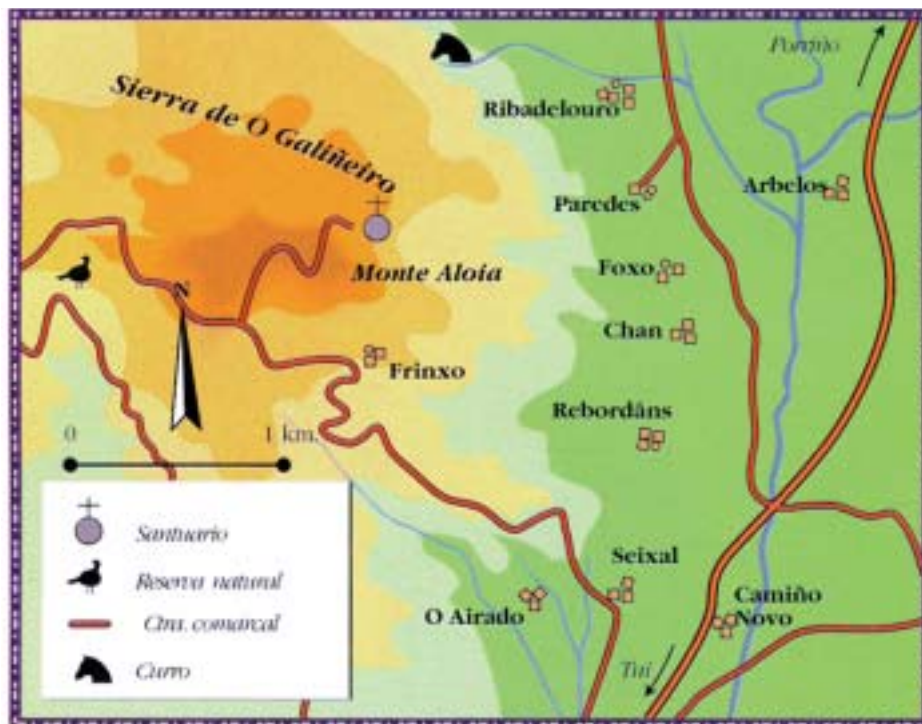 Porriño
Sierra de O Galiñeiro
Ribadelouro
Paredes
Arbelos
Monte Aloia
Foxo
N
Chan
Frinxo
Rebordâns
0 1 km.
Santuario
Reserva natural
Ctra. comarcal
Curro
Seixal
O Airado
Camiño
Novo
Tui